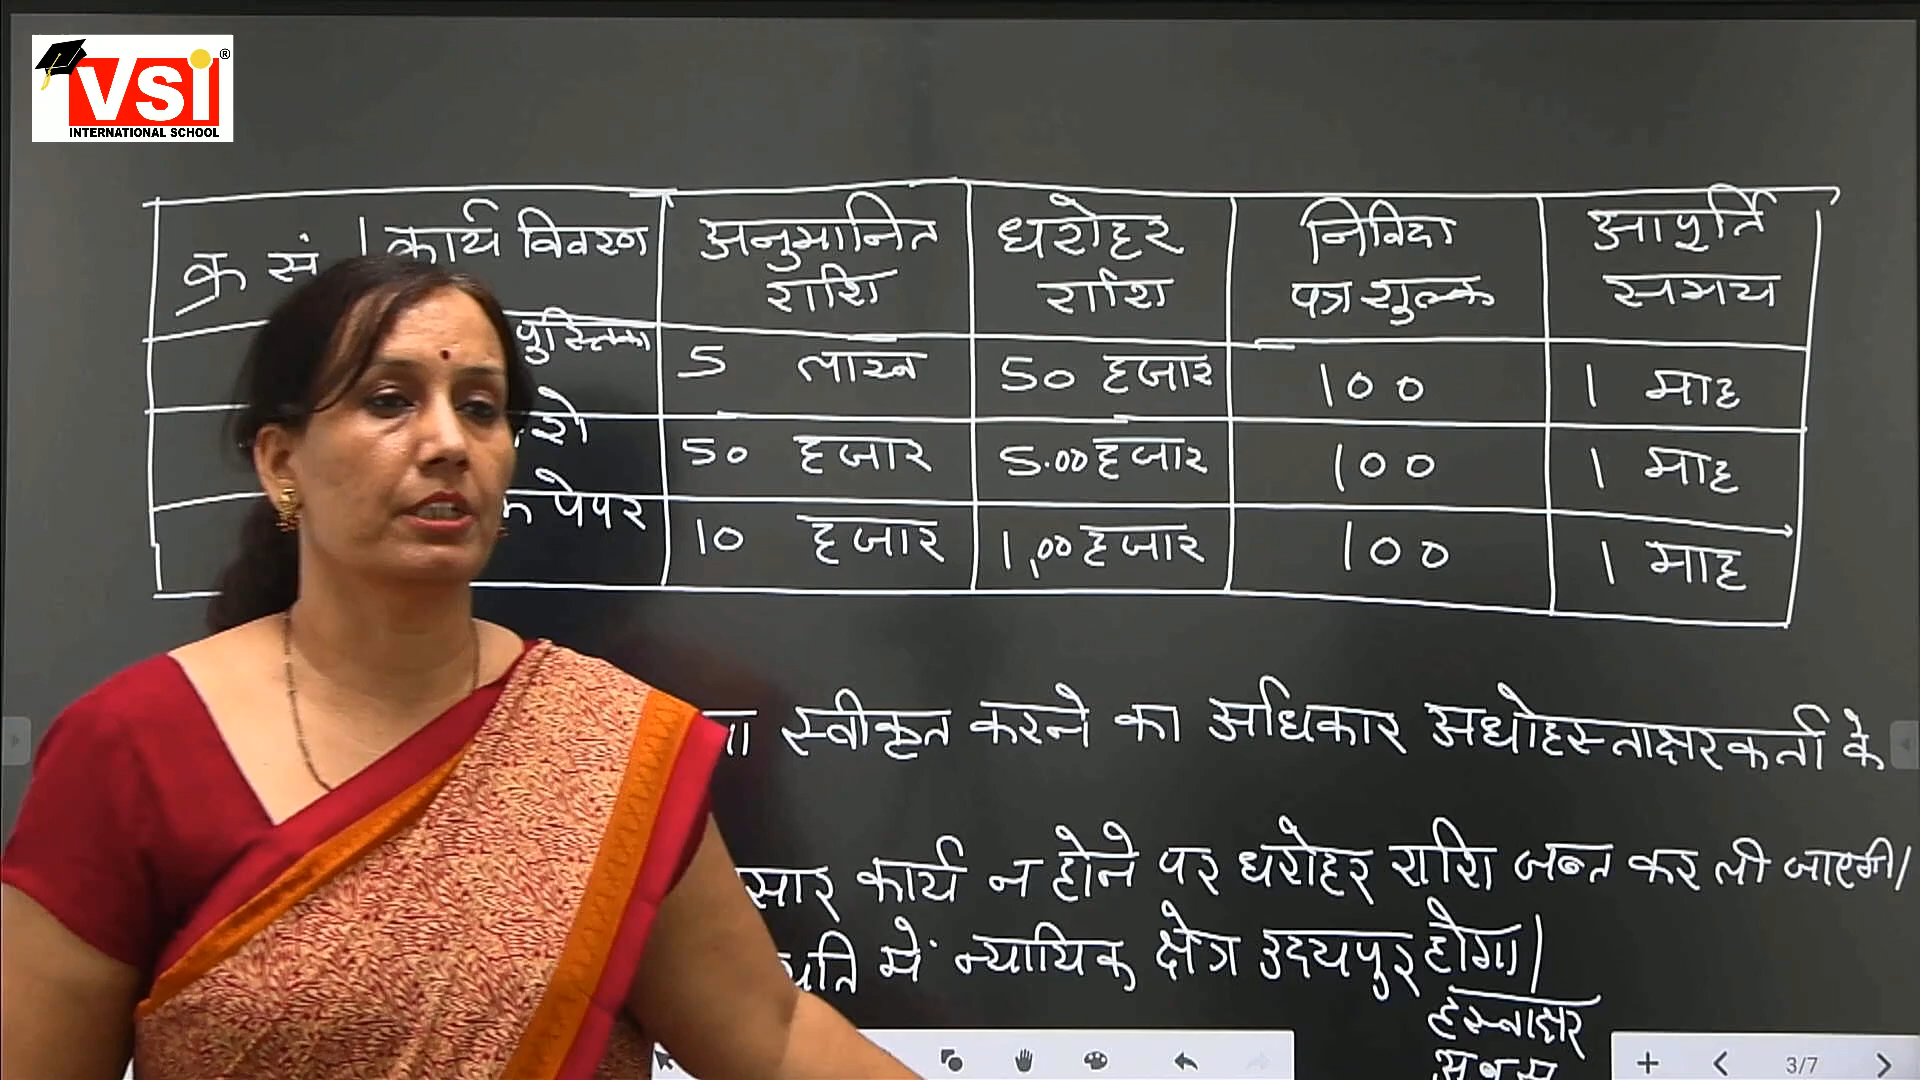 vsi®
INTERNATIONAL SCHOOL
क्र सं कार्य विवरण अनुमानित राशि धरोहर राशि निविदा पत्र शुल्क आपूर्ति समय
पुस्तिका 5 लाख 50 हजार 100 1 माह
50 हजार 5.00 हजार 100 1 माह
पेपर 10 हजार 1,00 हजार 100 1 माह
स्वीकृत करने का अधिकार अधोहस्ताक्षरकर्ता के
कार्य न होने पर धरोहर राशि जब्त कर ली जाएगी।
में न्यायिक क्षेत्र उदयपुर होगा।
हस्ताक्षर
3/7